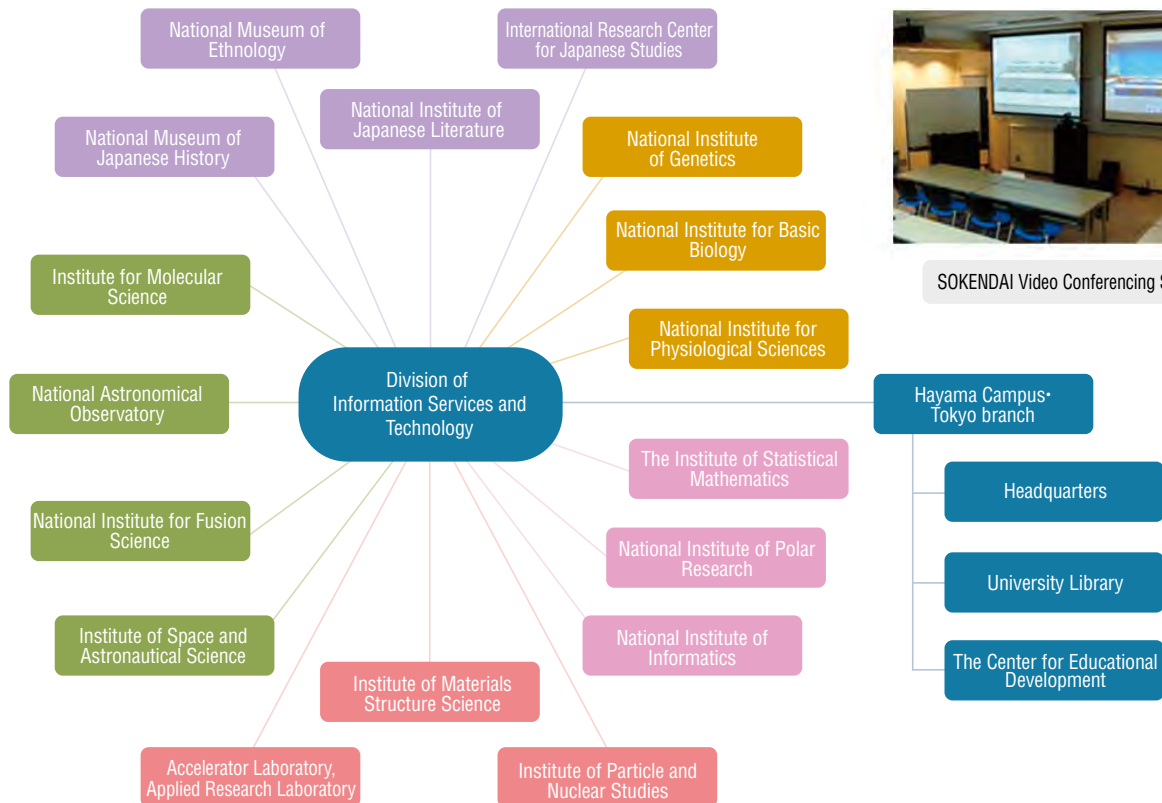 National Museum of
Ethnology
International Research Center
for Japanese Studies
National Institute of
Japanese Literature
National Museum of
Japanese History
National Institute
of Genetics
National Institute for Basic
Biology
SOKENDAI Video Conferencing
Institute for Molecular
Science
National Institute for
Physiological Sciences
Division of
Information Services and
Technology
National Astronomical
Observatory
Hayama Campus･
Tokyo branch
The Institute of Statistical
Mathematics
Headquarters
National Institute for Fusion
Science
National Institute of Polar
Research
University Library
Institute of Space and
Astronautical Science
National Institute of
Informatics
The Center for Educational
Development
Institute of Materials
Structure Science
Accelerator Laboratory,
Applied Research Laboratory
Institute of Particle and
Nuclear Studies